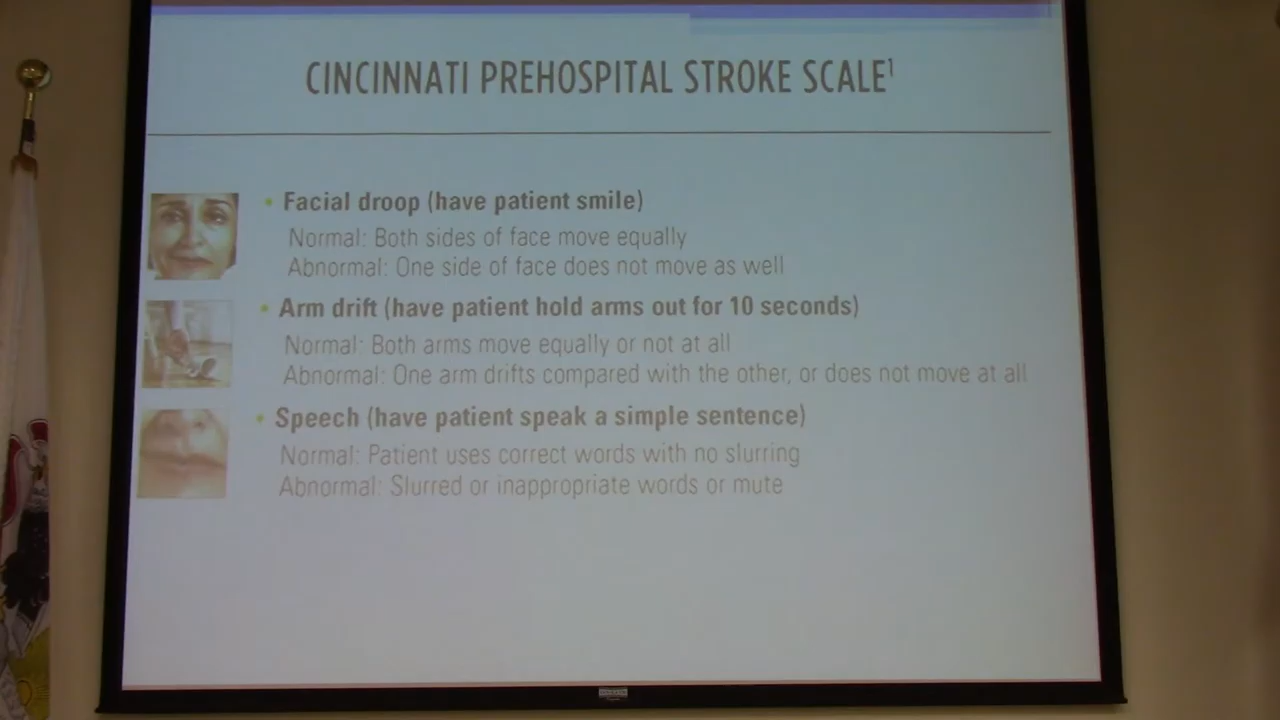 CINCINNATI PREHOSPITAL STROKE SCALE¹
• Facial droop (have patient smile)
Normal: Both sides of face move equally
Abnormal: One side of face does not move as well
• Arm drift (have patient hold arms out for 10 seconds)
Normal: Both arms move equally or not at all
Abnormal: One arm drifts compared with the other, or does not move at all
• Speech (have patient speak a simple sentence)
Normal: Patient uses correct words with no slurring
Abnormal: Slurred or inappropriate words or mute